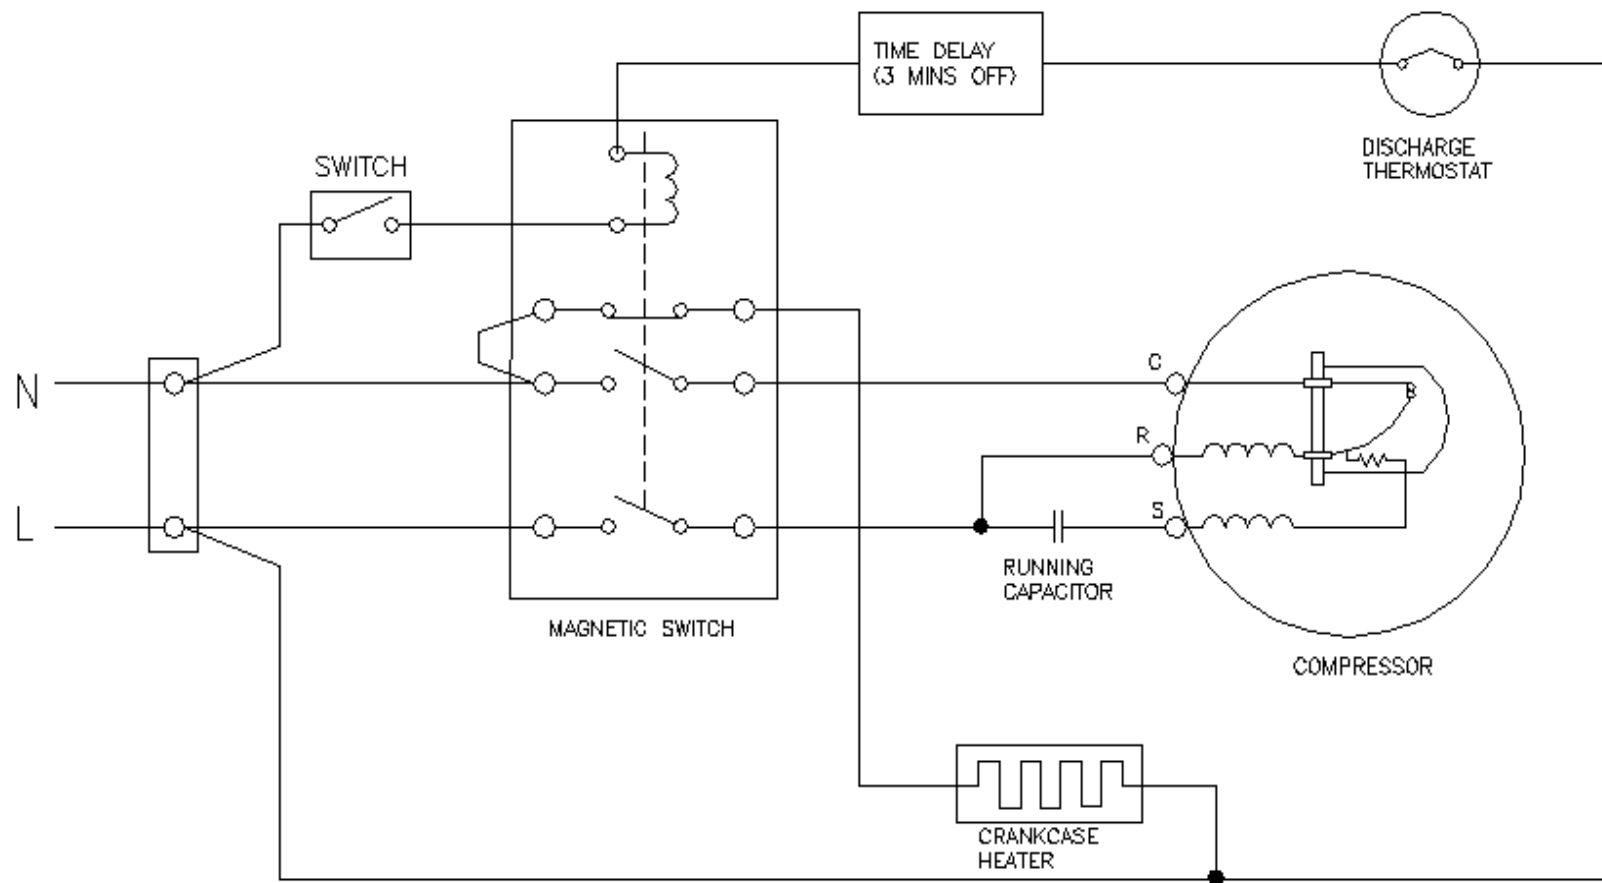 TIME DELAY
(3 MINS OFF)
DISCHARGE
THERMOSTAT
SWITCH
N
L
C
R
S
RUNNING
CAPACITOR
MAGNETIC SWITCH
COMPRESSOR
CRANKCASE
HEATER